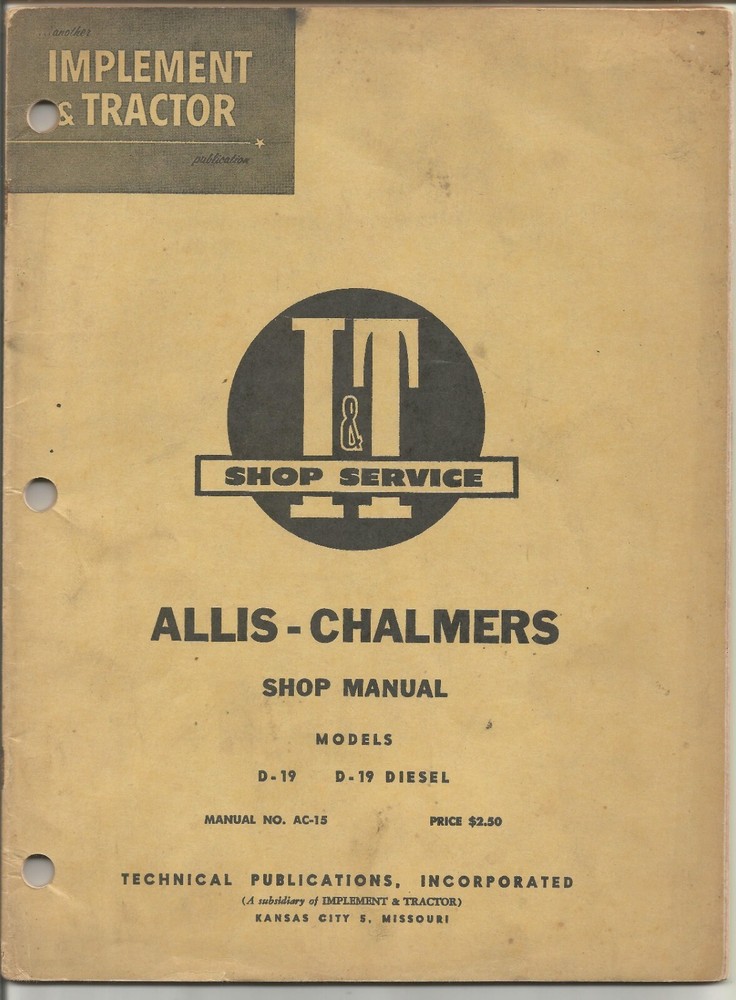 ...another
IMPLEMENT
& TRACTOR
publication
I & T
SHOP SERVICE
ALLIS - CHALMERS
SHOP MANUAL
MODELS
D-19 D-19 DIESEL
MANUAL NO. AC-15 PRICE $2.50
TECHNICAL PUBLICATIONS, INCORPORATED
(A subsidiary of IMPLEMENT & TRACTOR)
KANSAS CITY 5, MISSOURI